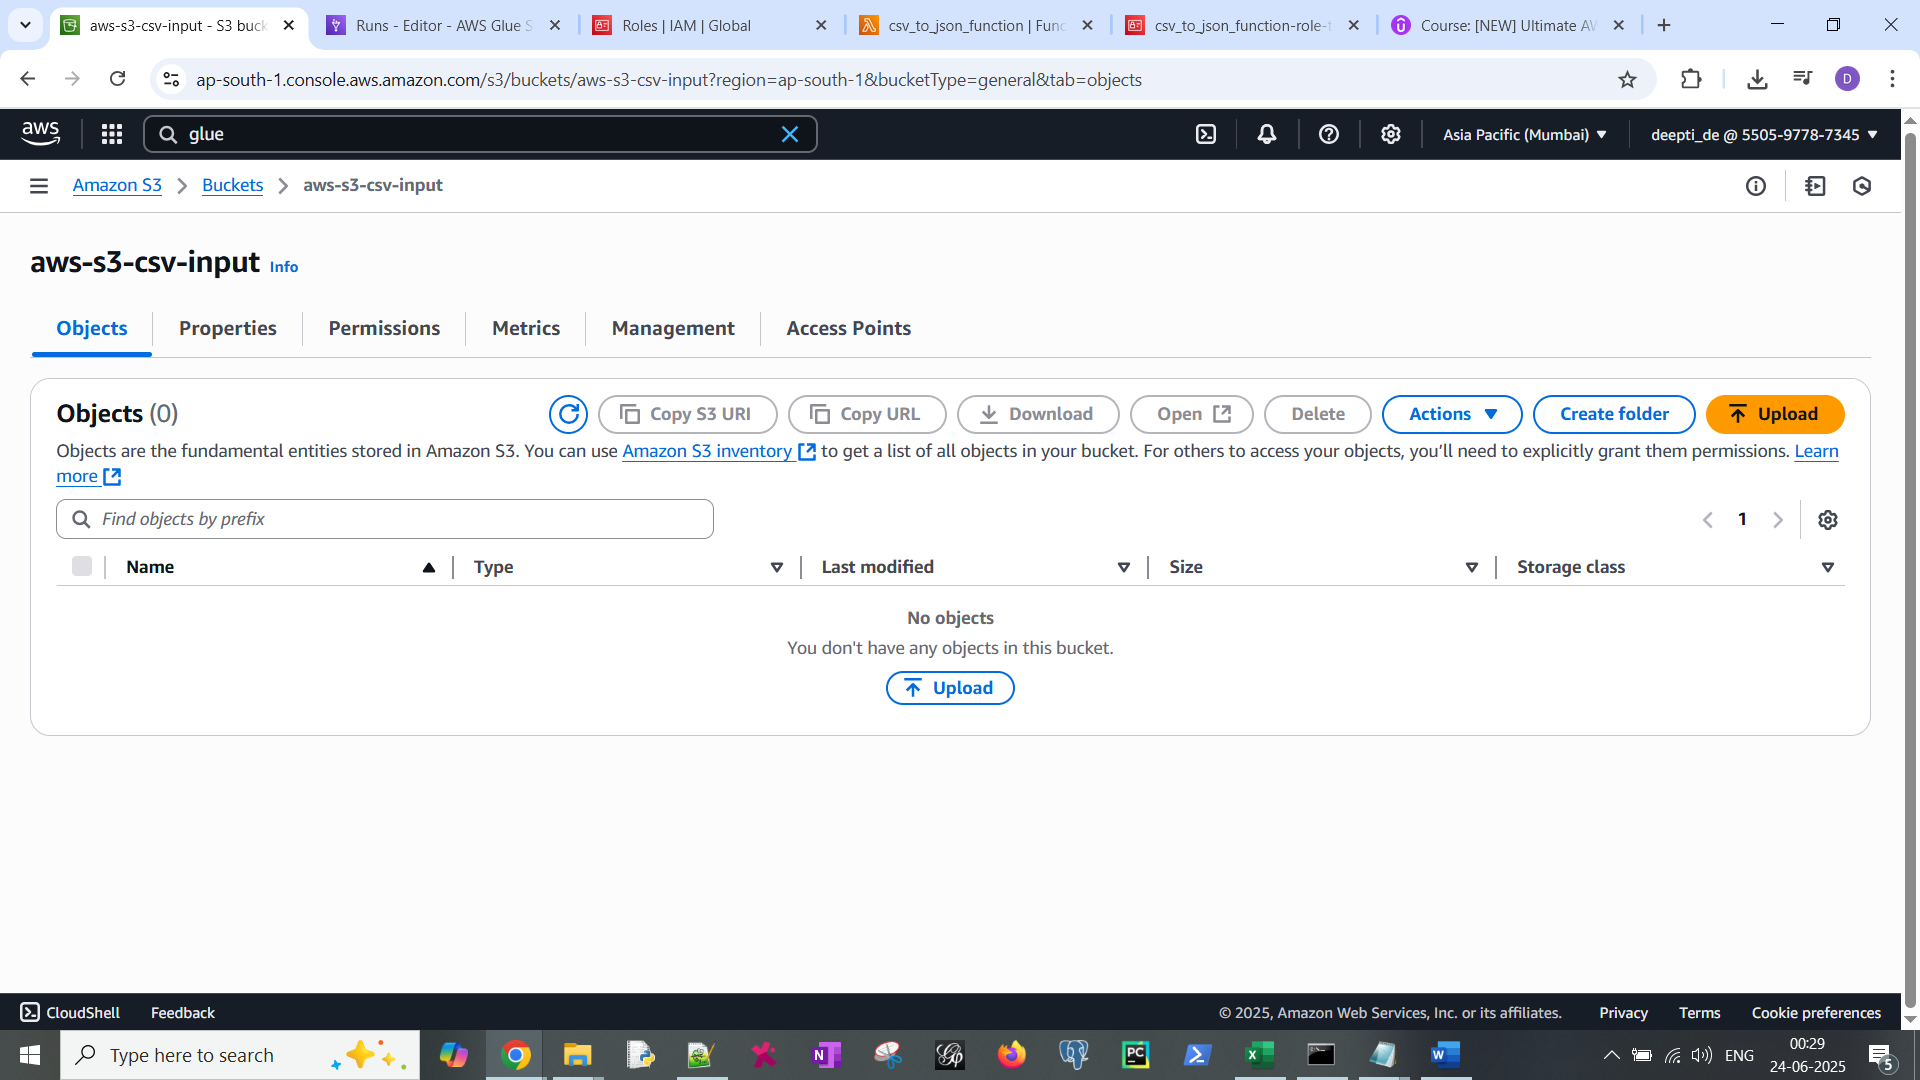 aws-s3-csv-input - S3 buck
Runs - Editor - AWS Glue S
Roles | IAM | Global
csv_to_json_function | Func
csv_to_json_function-role-t
Course: [NEW] Ultimate AW
ap-south-1.console.aws.amazon.com/s3/buckets/aws-s3-csv-input?region=ap-south-1&bucketType=general&tab=objects
D
aws
glue
Asia Pacific (Mumbai)
deepti_de @ 5505-9778-7345
Amazon S3
Buckets
aws-s3-csv-input
aws-s3-csv-input
Info
Objects
Properties
Permissions
Metrics
Management
Access Points
Objects (0)
Copy S3 URI
Copy URL
Download
Open
Delete
Actions
Create folder
Upload
Objects are the fundamental entities stored in Amazon S3. You can use Amazon S3 inventory to get a list of all objects in your bucket. For others to access your objects, you’ll need to explicitly grant them permissions. Learn
more
Find objects by prefix
1
Name
Type
Last modified
Size
Storage class
No objects
You don't have any objects in this bucket.
Upload
CloudShell
Feedback
© 2025, Amazon Web Services, Inc. or its affiliates.
Privacy
Terms
Cookie preferences
Type here to search
ENG
00:29
24-06-2025
5